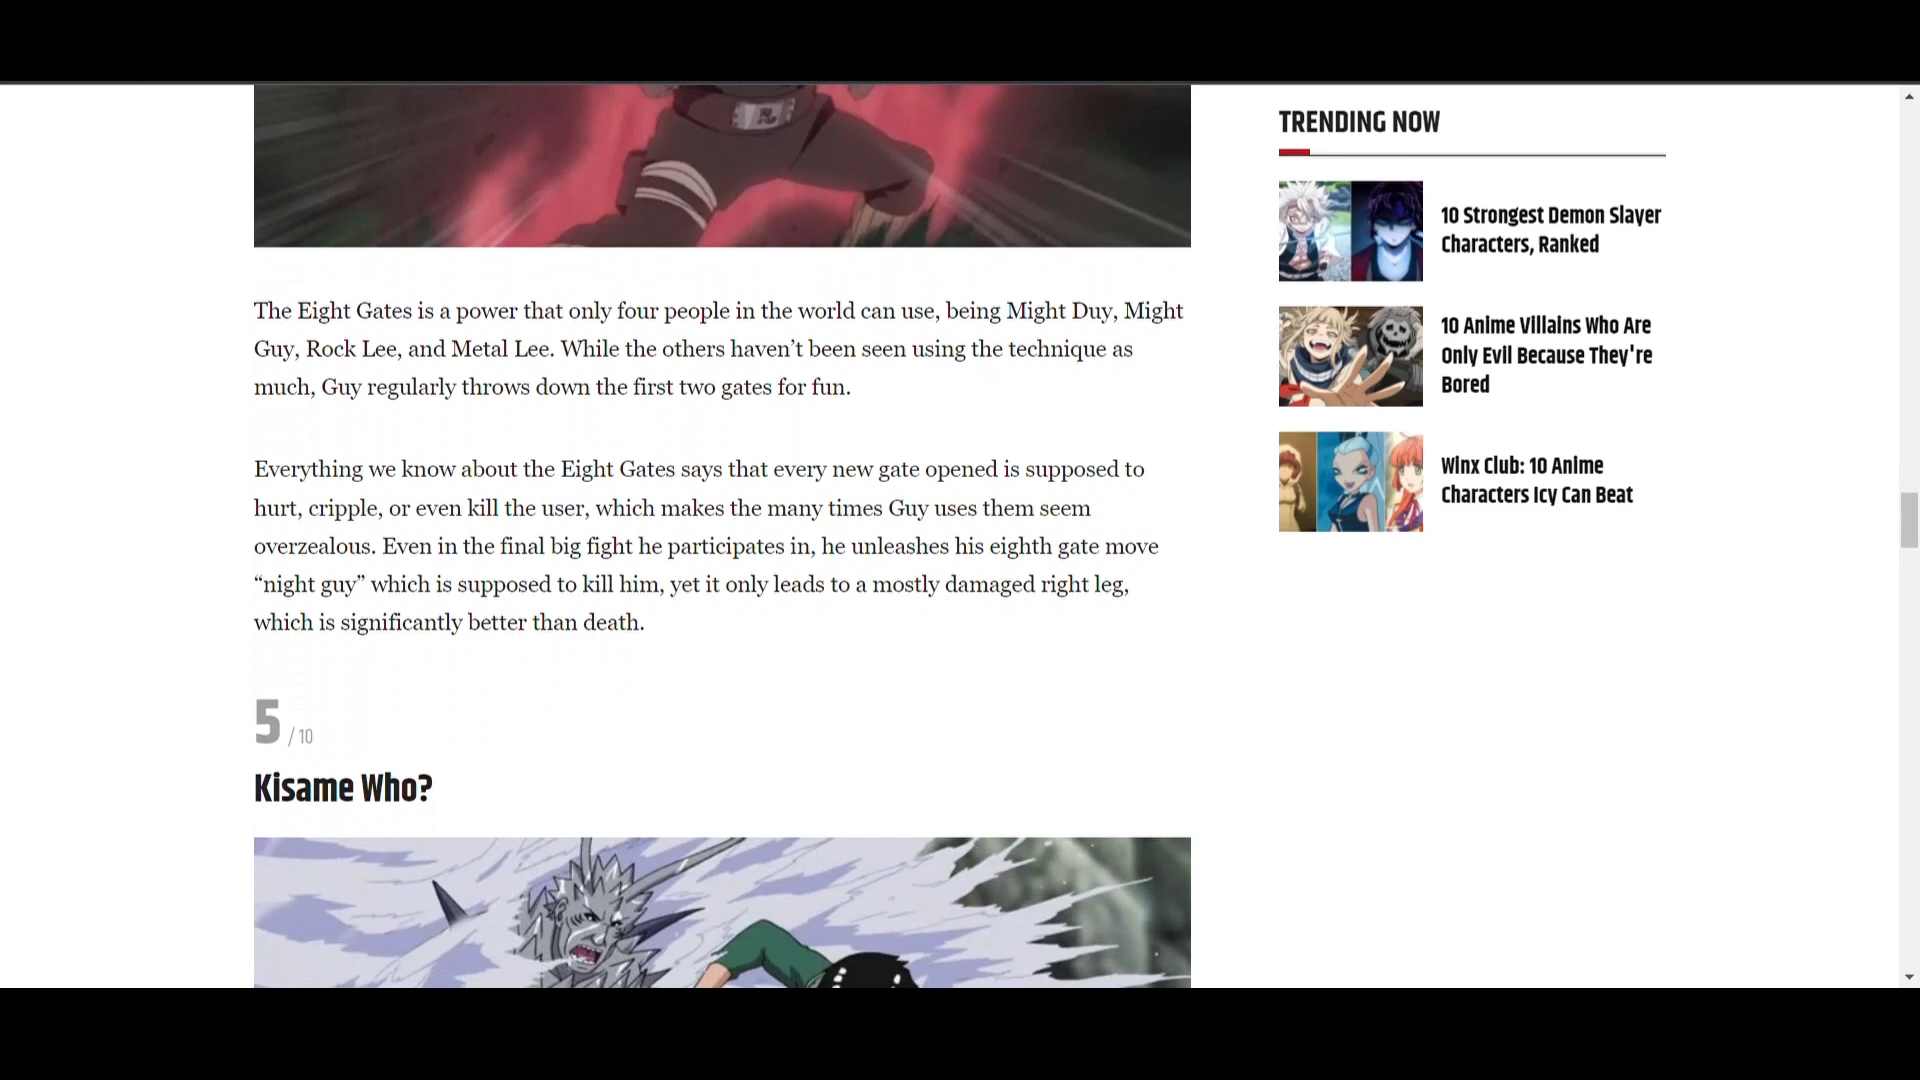 The Eight Gates is a power that only four people in the world can use, being Might Duy, Might
Guy, Rock Lee, and Metal Lee. While the others haven’t been seen using the technique as
much, Guy regularly throws down the first two gates for fun.
Everything we know about the Eight Gates says that every new gate opened is supposed to
hurt, cripple, or even kill the user, which makes the many times Guy uses them seem
overzealous. Even in the final big fight he participates in, he unleashes his eighth gate move
“night guy” which is supposed to kill him, yet it only leads to a mostly damaged right leg,
which is significantly better than death.
5 / 10
Kisame Who?
TRENDING NOW
10 Strongest Demon Slayer
Characters, Ranked
10 Anime Villains Who Are
Only Evil Because They're
Bored
Winx Club: 10 Anime
Characters Icy Can Beat